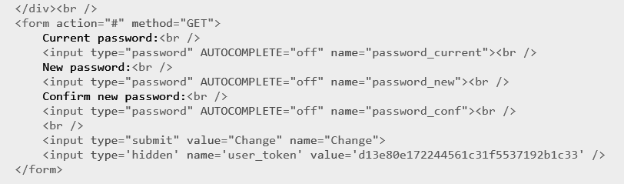 </div><br />
<form action="#" method="GET">
Current password:<br />
<input type="password" AUTOCOMPLETE="off" name="password_current"><br />
New password:<br />
<input type="password" AUTOCOMPLETE="off" name="password_new"><br />
Confirm new password:<br />
<input type="password" AUTOCOMPLETE="off" name="password_conf"><br />
<br />
<input type="submit" value="Change" name="Change">
<input type='hidden' name='user_token' value='d13e80e172244561c31f5537192b1c33' />
</form>